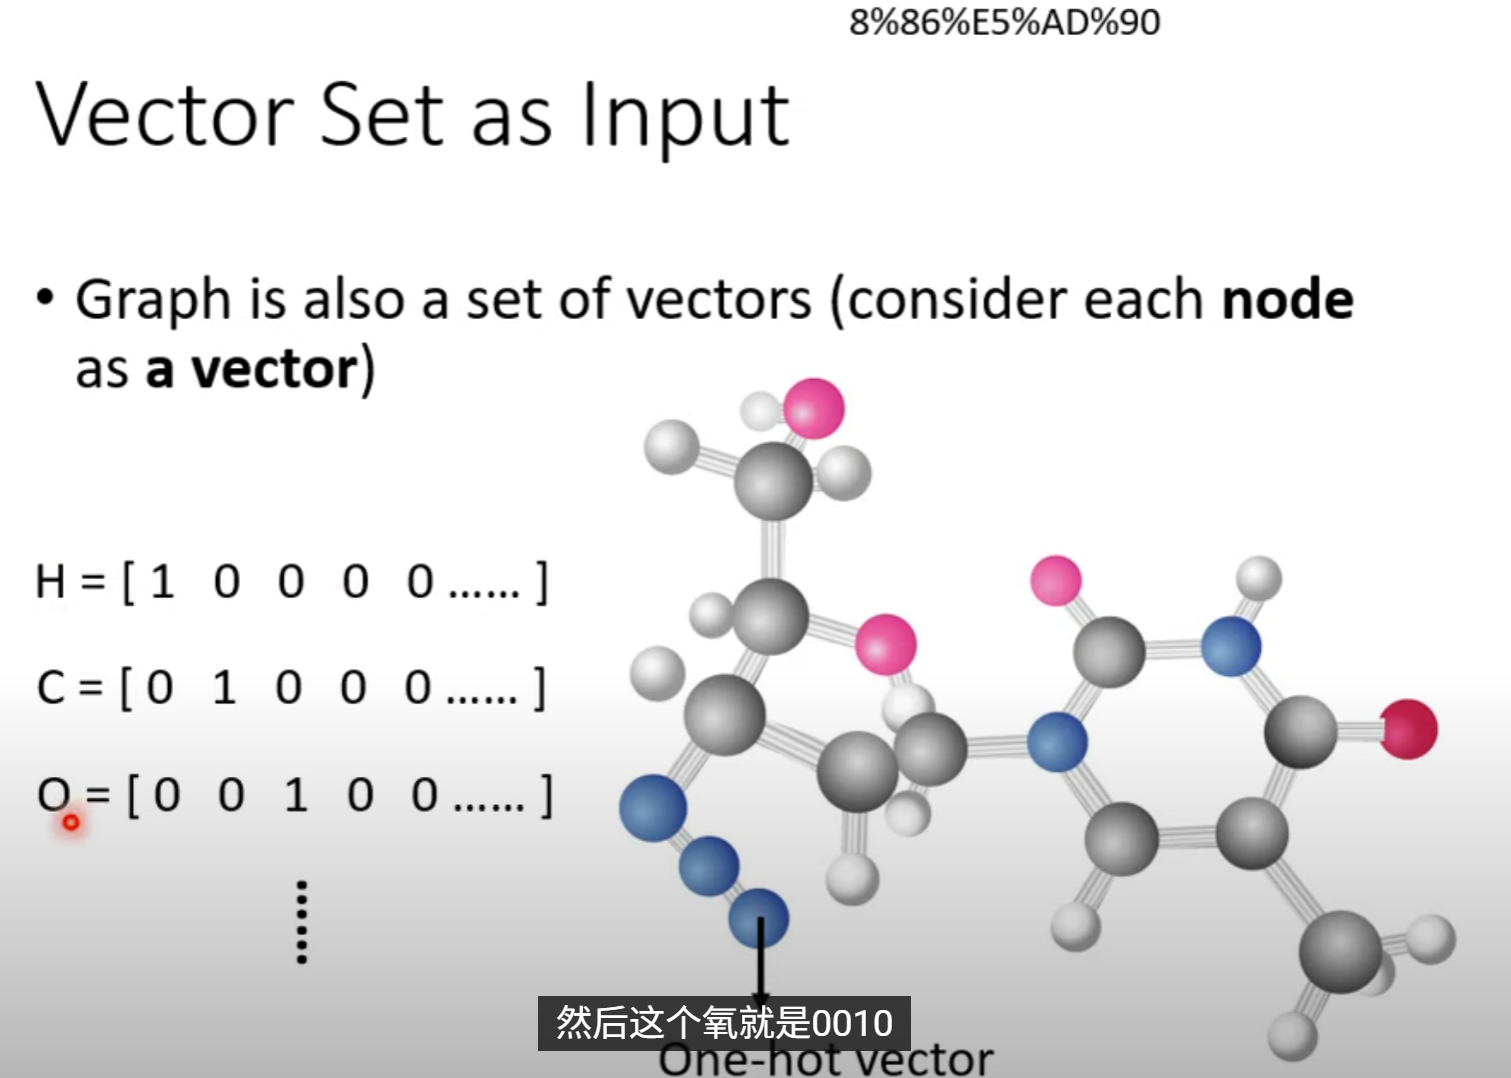 8%86%E5%AD%90
Vector Set as Input
• Graph is also a set of vectors (consider each node
as a vector)
H = [ 1 0 0 0 0 …… ]
C = [ 0 1 0 0 0 …… ]
O = [ 0 0 1 0 0 …… ]
……
然后这个氧就是0010
One-hot vector